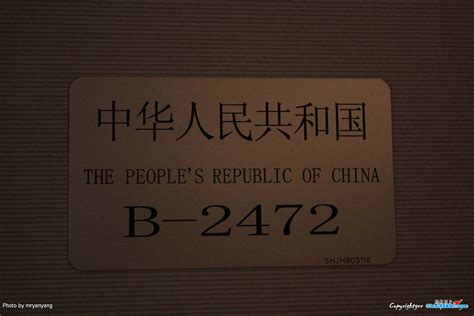 中华人民共和国
THE PEOPLE'S REPUBLIC OF CHINA
B-2472
SHJH905110
Photo by mryanyang